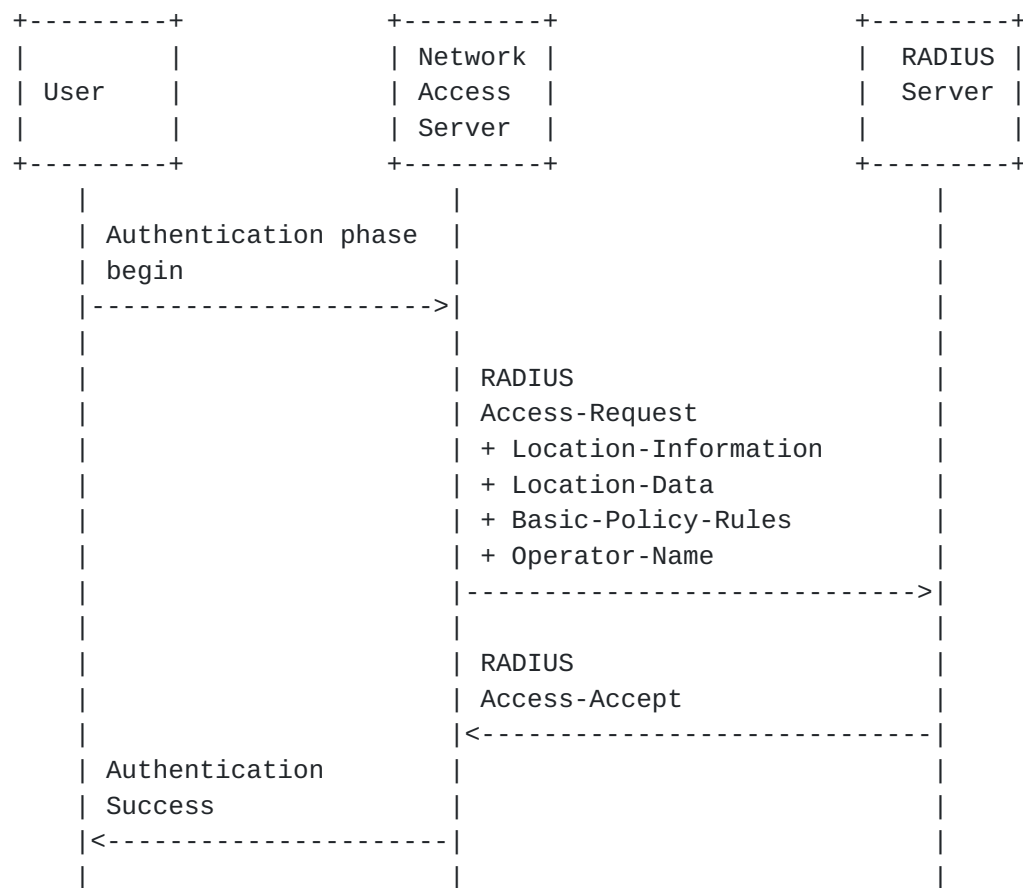 Network RADIUS
User Access Server
Server
Authentication phase
begin
RADIUS
Access-Request
+ Location-Information
+ Location-Data
+ Basic-Policy-Rules
+ Operator-Name
RADIUS
Access-Accept
Authentication
Success